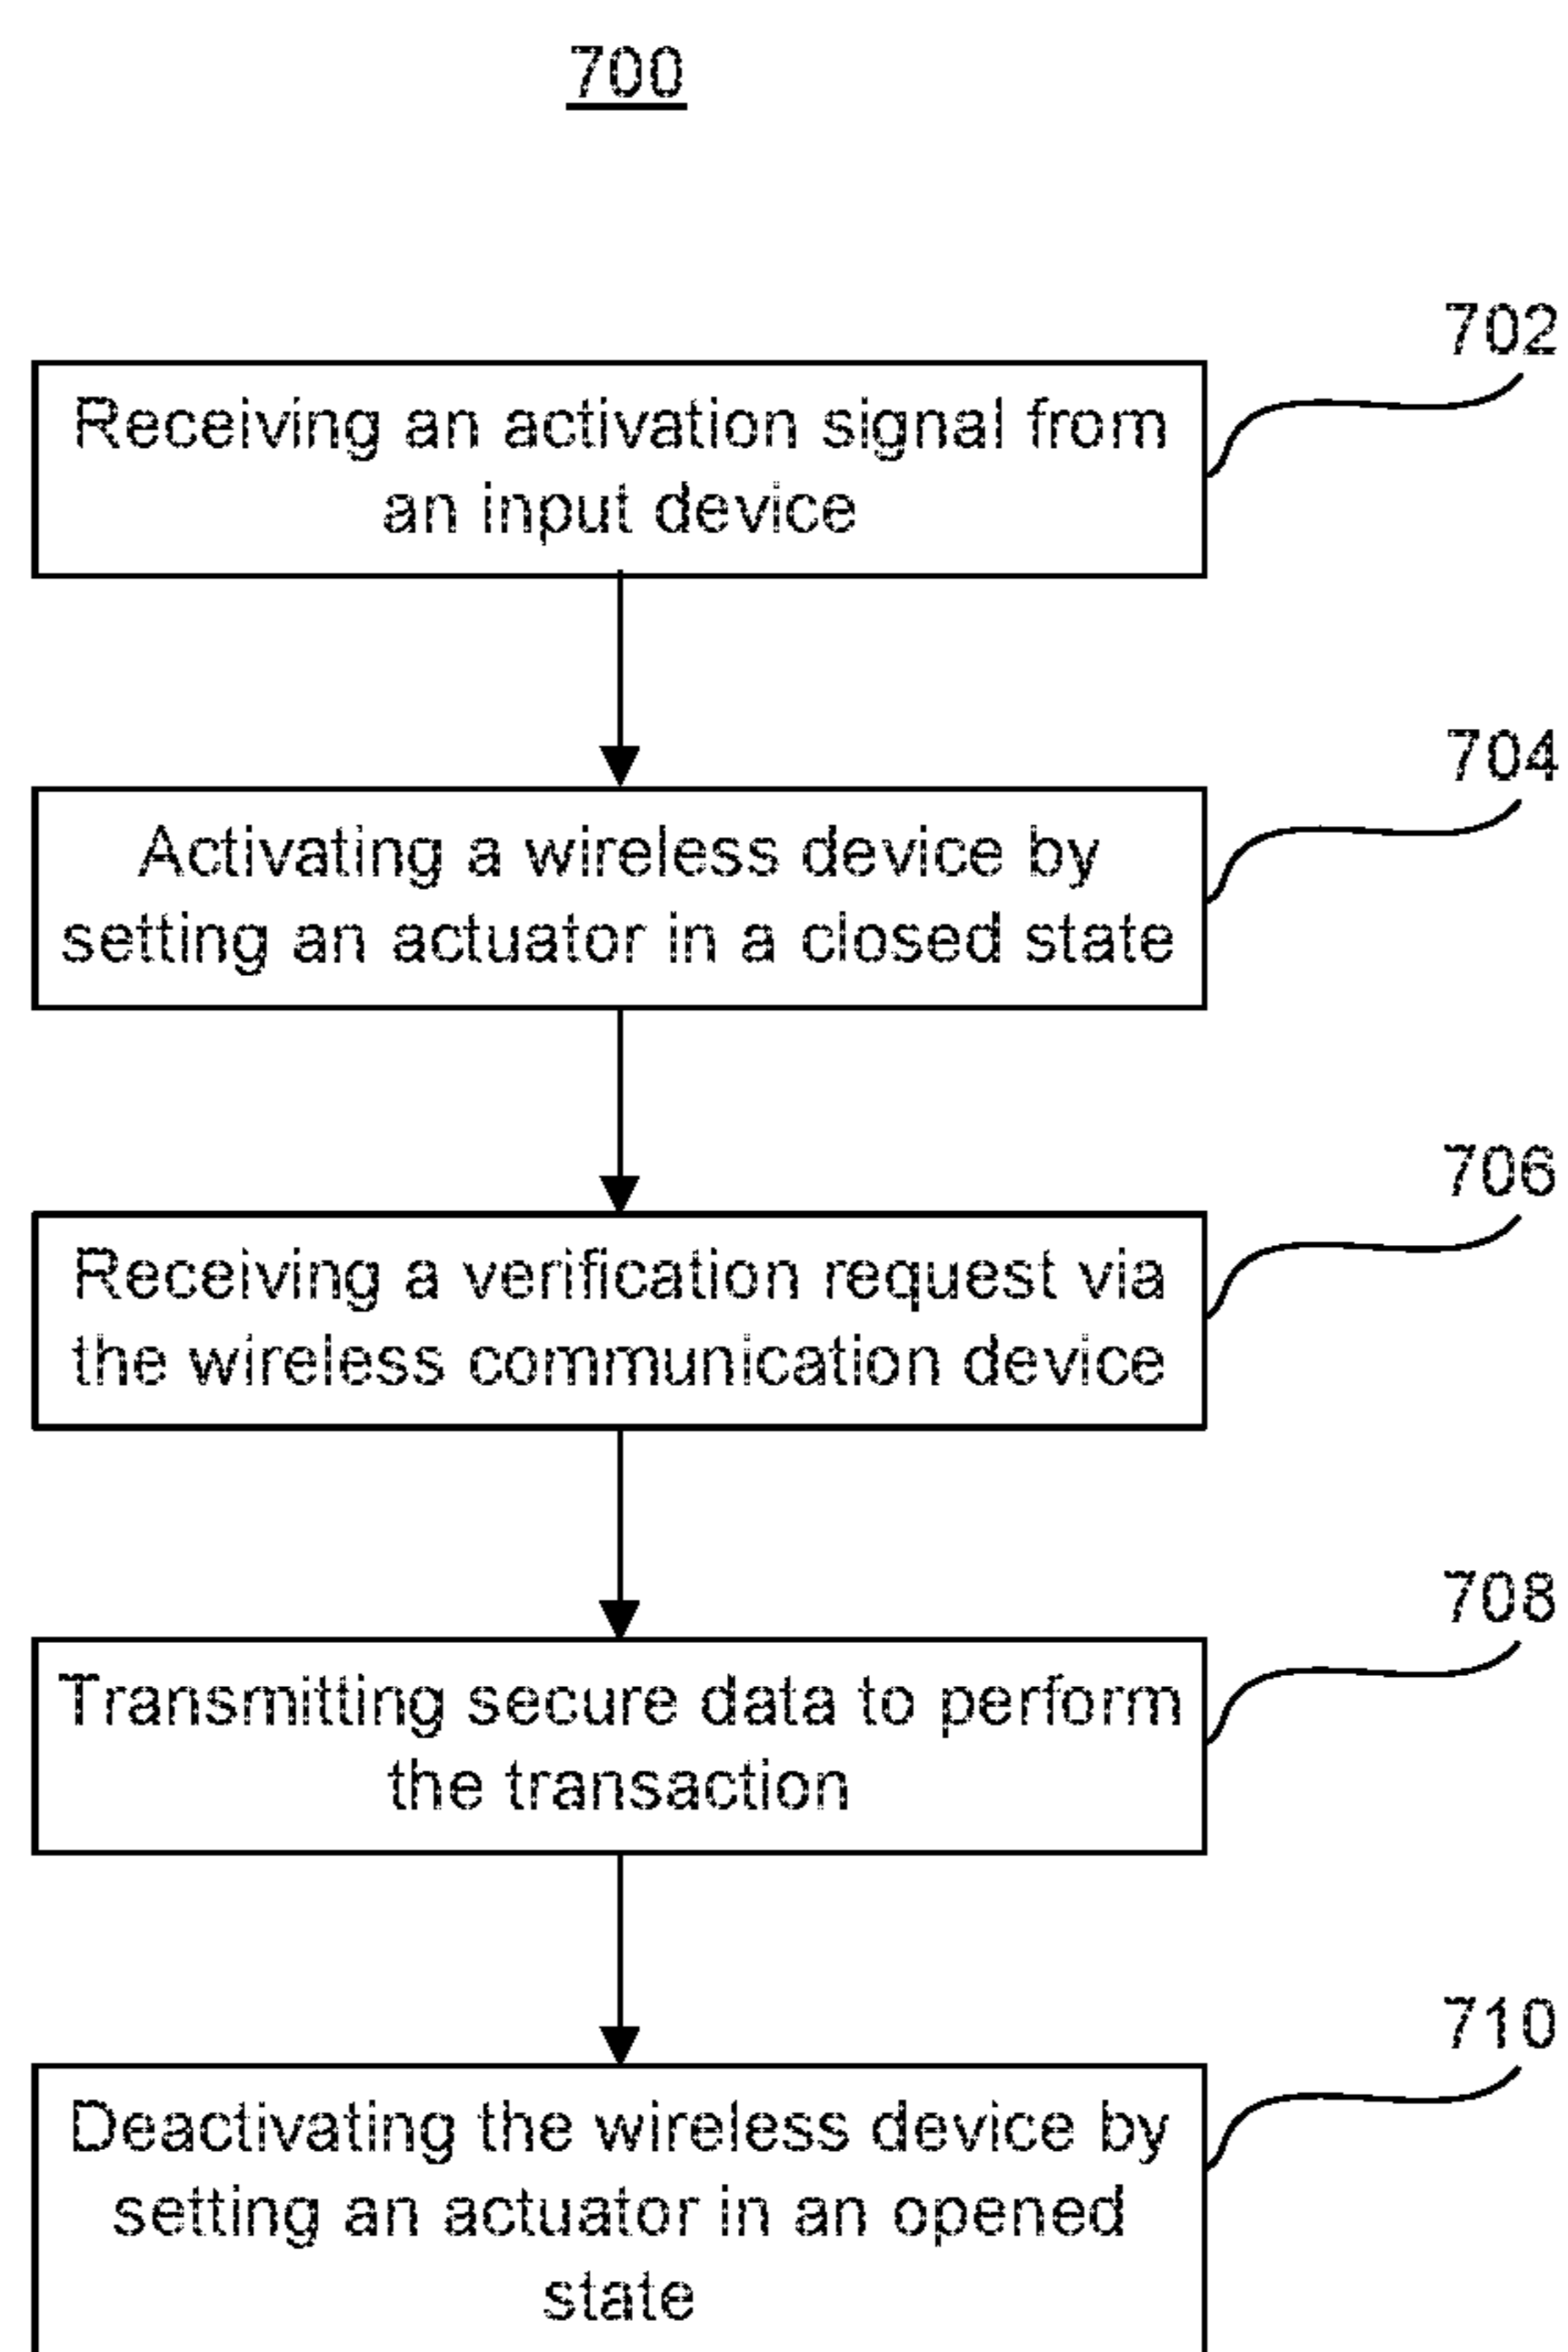 700
702
Receiving an activation signal from
an input device
704
Activating a wireless device by
setting an actuator in a closed state
706
Receiving a verification request via
the wireless communication device
708
Transmitting secure data to perform
the transaction
710
Deactivating the wireless device by
setting an actuator in an opened
state